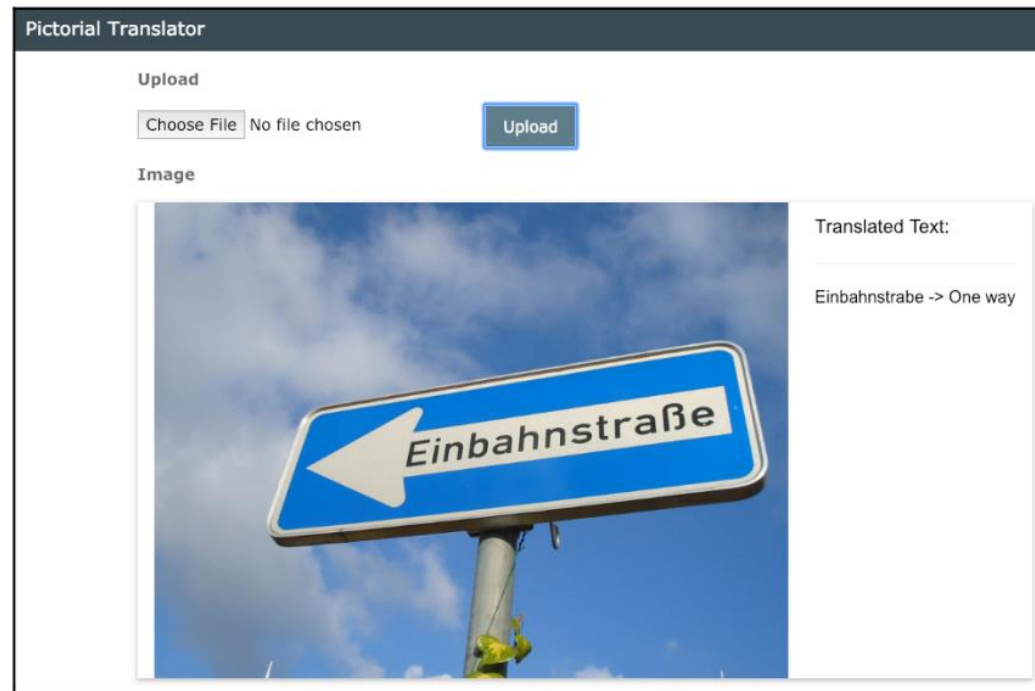 Pictorial Translator
Upload
Choose File No file chosen Upload
Image
Translated Text:
Einbahnstrabe -> One way
Einbahnstraße